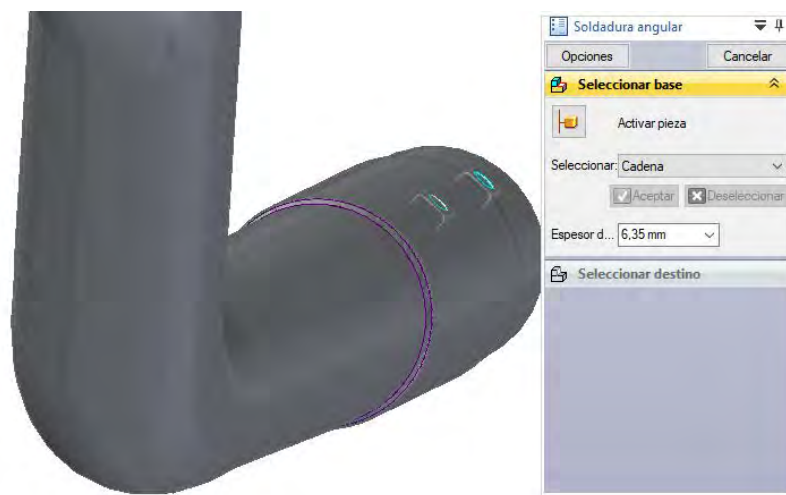 Soldadura angular
Opciones Cancelar
Seleccionar base
Activar pieza
Seleccionar: Cadena
Aceptar Deseleccionar
Espesor d... 6,35 mm
Seleccionar destino